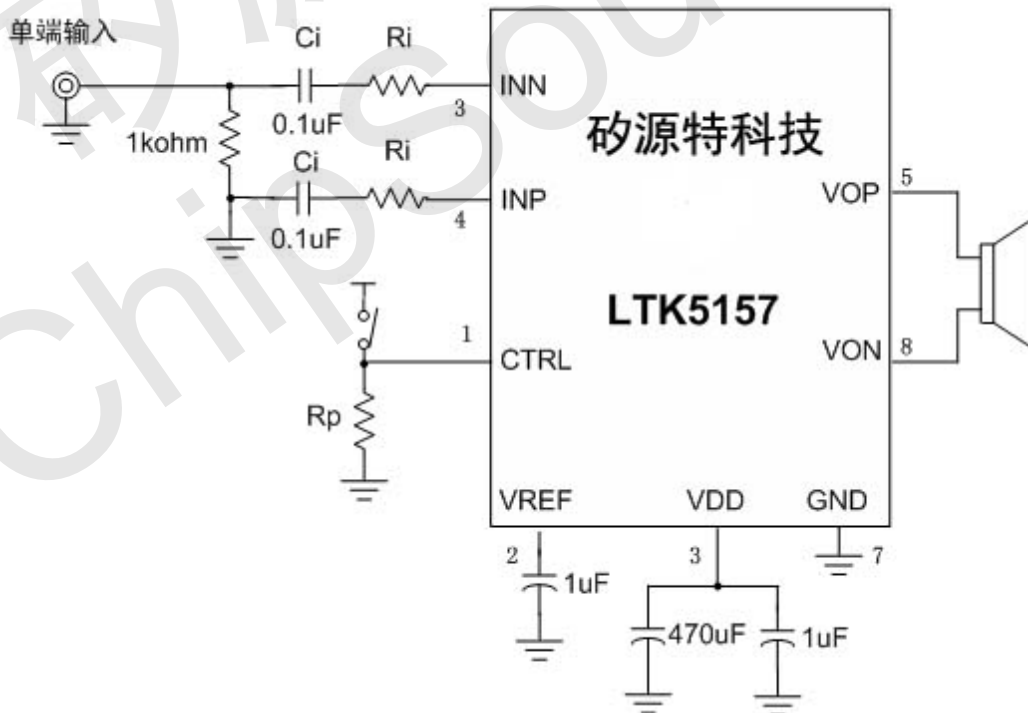 单端输入
Ci
Ri
INN
3
0.1uF
1kohm
Ci
Ri
INP
4
0.1uF
矽源特科技
VOP
5
LTK5157
1
CTRL
VON
8
Rp
VREF
VDD
GND
2
3
7
1uF
470uF
1uF
ChipSou